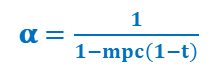 α = 1 / 1−mpc(1−t)